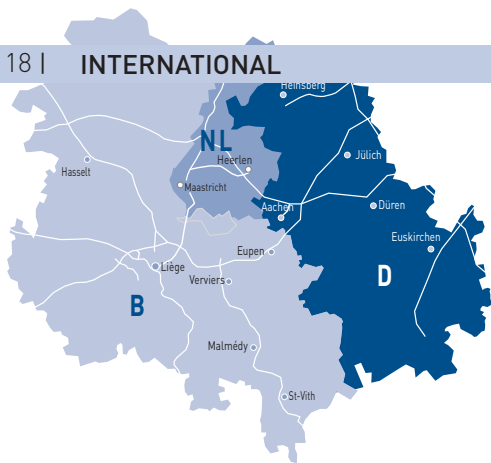 18 I INTERNATIONAL
Heinsberg
NL
Heerlen
Jülich
Hasselt
Maastricht
Aachen
Düren
Euskirchen
Eupen
Liège
D
Verviers
B
Malmédy
St-Vith